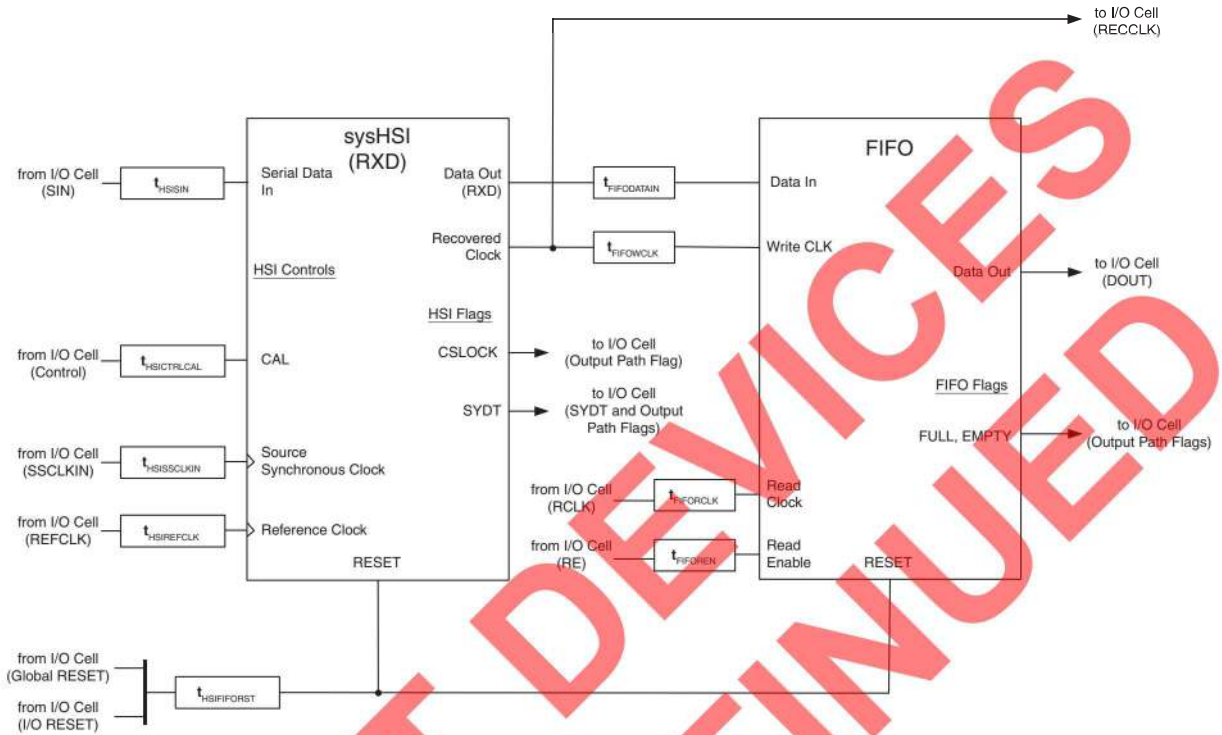 to I/O Cell
(RECCLK)
sysHSI
(RXD)
FIFO
from I/O Cell
(SIN)
tHSISIN
Serial Data
In
Data Out
(RXD)
tFIFODATAIN
Data In
Recovered
Clock
tFIFOWCLK
Write CLK
HSI Controls
Data Out
to I/O Cell
(DOUT)
HSI Flags
from I/O Cell
(Control)
tHSICTRLCAL
CAL
CSLOCK
to I/O Cell
(Output Path Flag)
SYDT
to I/O Cell
(SYDT and Output
Path Flags)
FIFO Flags
FULL, EMPTY
to I/O Cell
(Output Path Flags)
from I/O Cell
(SSCLKIN)
tHSISSCLKIN
Source
Synchronous Clock
from I/O Cell
(RCLK)
tFIFORCLK
Read
Clock
from I/O Cell
(REFCLK)
tHSIREFCLK
Reference Clock
from I/O Cell
(RE)
tFIFOREN
Read
Enable
RESET
RESET
from I/O Cell
(Global RESET)
tHSIFIFORST
from I/O Cell
(I/O RESET)
DEVICES